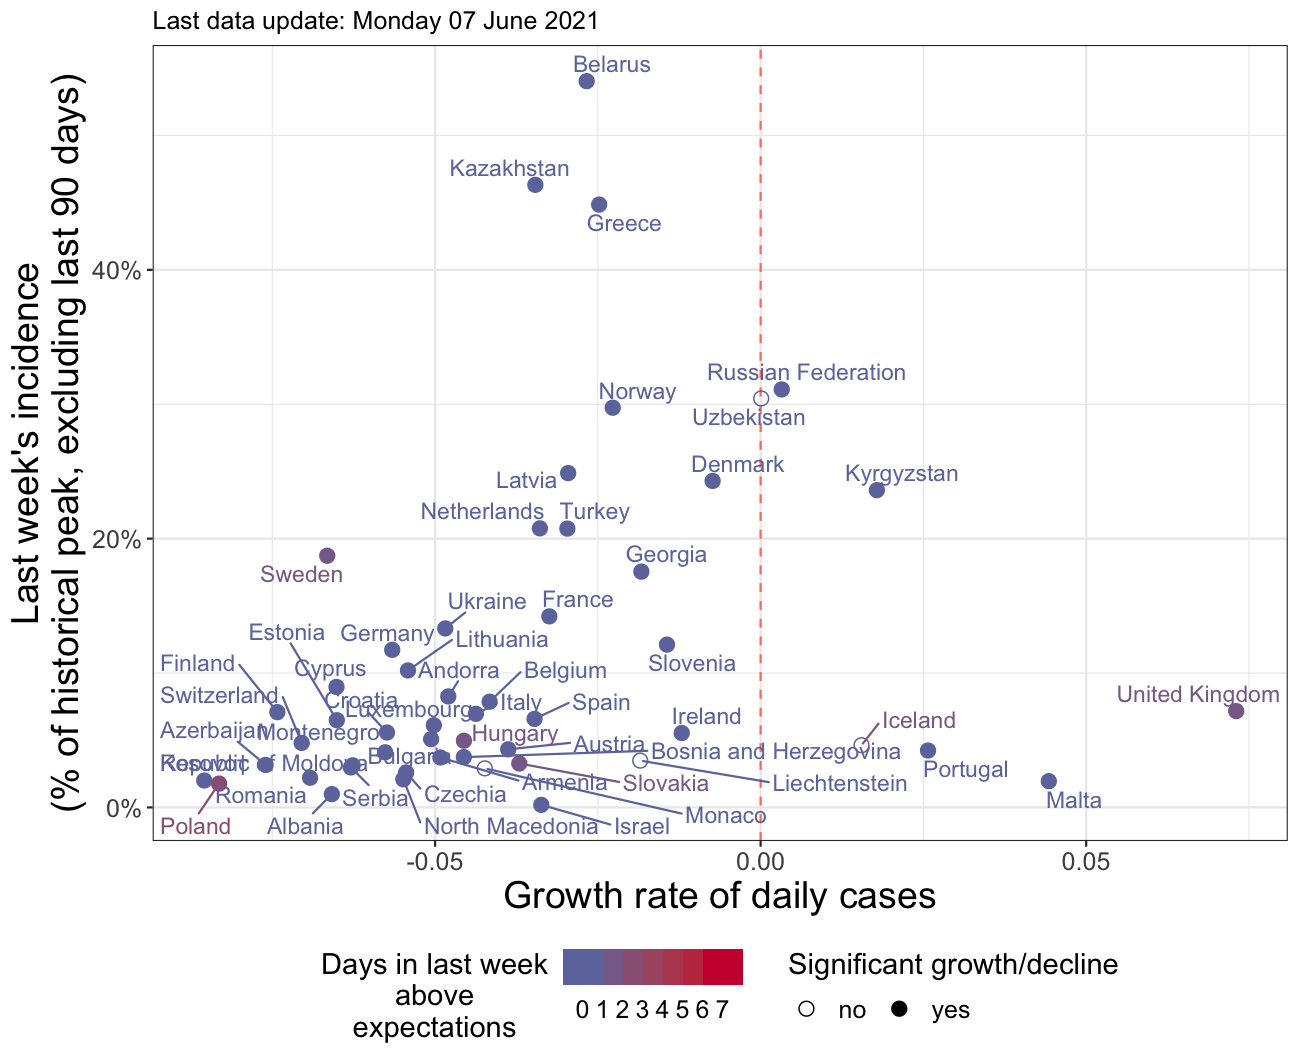 Last data update: Monday 07 June 2021
Last week's incidence
(% of historical peak, excluding last 90 days)
40%
20%
0%
Belarus
Kazakhstan
Greece
Russian Federation
Norway
Uzbekistan
Denmark
Kyrgyzstan
Latvia
Netherlands
Turkey
Georgia
Sweden
Ukraine
France
Estonia
Germany
Lithuania
Slovenia
Finland
Cyprus
Andorra
Belgium
Switzerland
Croatia
Luxembourg
Italy
Spain
United Kingdom
Azerbaijan
Montenegro
Hungary
Ireland
Iceland
Austria
Bosnia and Herzegovina
Kosovo
Republic of Moldova
Bulgaria
Portugal
Romania
Serbia
Czechia
Armenia
Slovakia
Liechtenstein
Malta
Poland
Albania
North Macedonia
Israel
Monaco
-0.05
0.00
0.05
Growth rate of daily cases
Days in last week
above
expectations
0 1 2 3 4 5 6 7
Significant growth/decline
no
yes